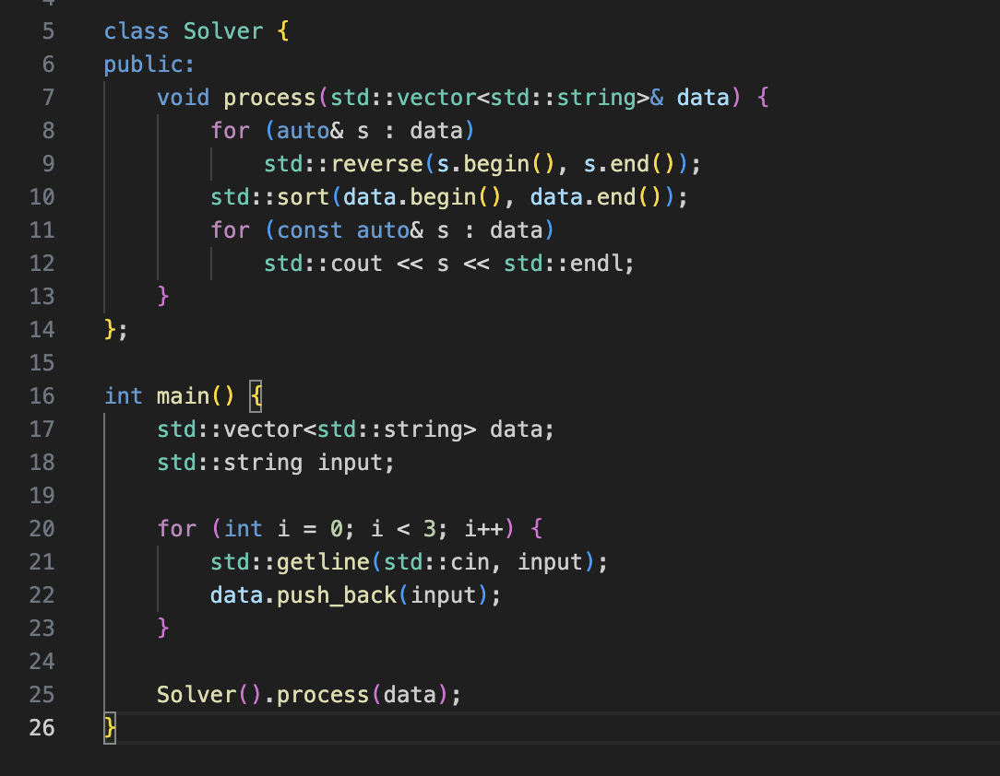 5 class Solver {
6 public:
7     void process(std::vector<std::string>& data) {
8         for (auto& s : data)
9             std::reverse(s.begin(), s.end());
10         std::sort(data.begin(), data.end());
11         for (const auto& s : data)
12             std::cout << s << std::endl;
13     }
14 };
15
16 int main() {
17     std::vector<std::string> data;
18     std::string input;
19
20     for (int i = 0; i < 3; i++) {
21         std::getline(std::cin, input);
22         data.push_back(input);
23     }
24
25     Solver().process(data);
26 }